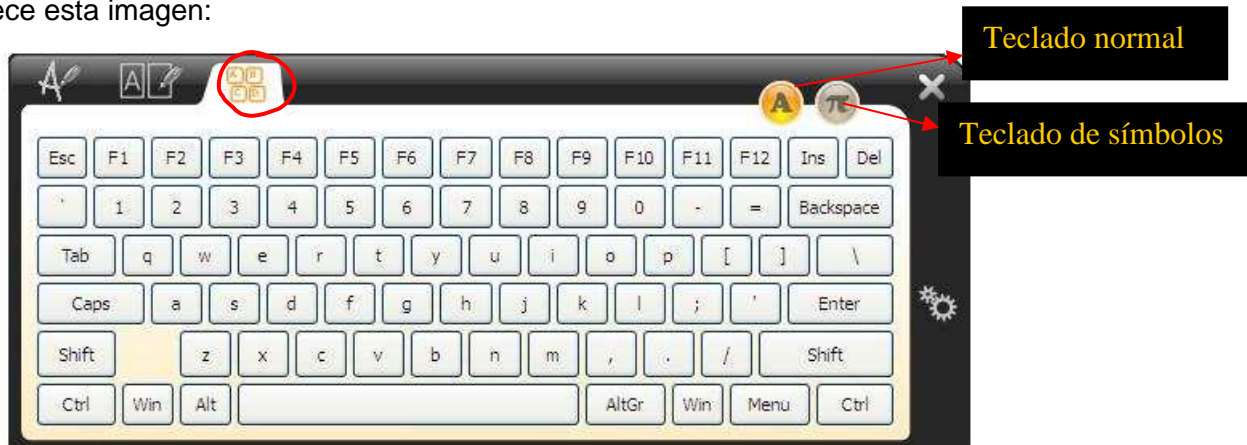 ece esta imagen:
Teclado normal
A A A B
C D
A π
Teclado de símbolos
Esc F1 F2 F3 F4 F5 F6 F7 F8 F9 F10 F11 F12 Ins Del
` 1 2 3 4 5 6 7 8 9 0 - = Backspace
Tab q w e r t y u i o p [ ] \
Caps a s d f g h j k l ; ' Enter
Shift z x c v b n m , . / Shift
Ctrl Win Alt AltGr Win Menu Ctrl